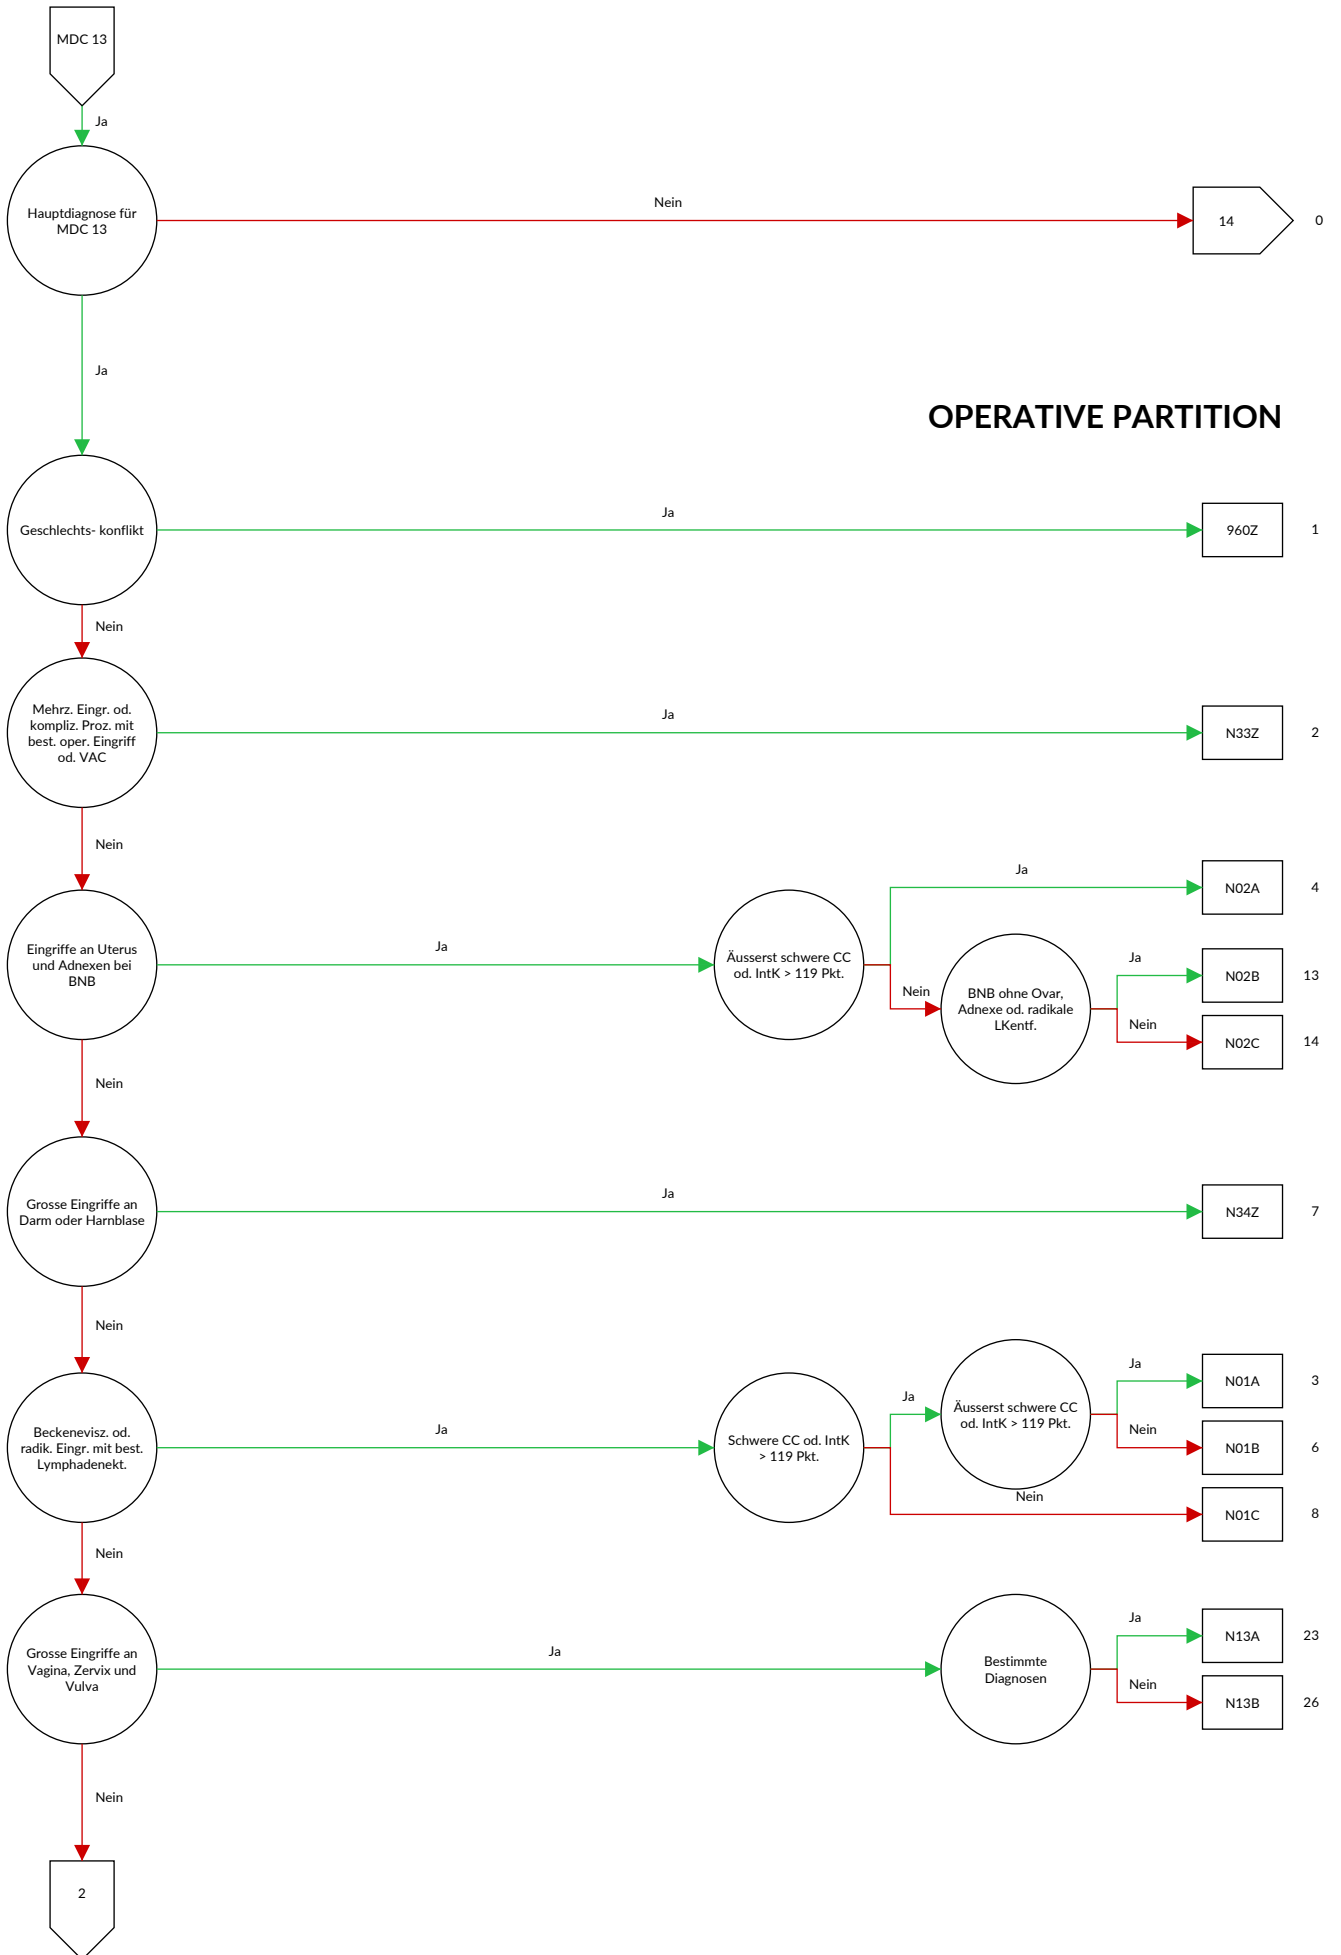 MDC 13
Ja
Hauptdiagnose für
MDC 13
Nein
14
0
Ja
OPERATIVE PARTITION
Geschlechts- konflikt
Ja
960Z
1
Nein
Mehrz. Eingr. od.
kompliz. Proz. mit
best. oper. Eingriff
od. VAC
Ja
N33Z
2
Nein
Eingriffe an Uterus
und Adnexen bei
BNB
Ja
Äusserst schwere CC
od. IntK > 119 Pkt.
Ja
N02A
4
Nein
BNB ohne Ovar,
Adnexe od. radikale
LKentf.
Ja
N02B
13
Nein
N02C
14
Nein
Grosse Eingriffe an
Darm oder Harnblase
Ja
N34Z
7
Nein
Beckenevisz. od.
radik. Eingr. mit best.
Lymphadenekt.
Ja
Schwere CC od. IntK
> 119 Pkt.
Ja
Äusserst schwere CC
od. IntK > 119 Pkt.
Ja
N01A
3
Nein
N01B
6
Nein
N01C
8
Nein
Grosse Eingriffe an
Vagina, Zervix und
Vulva
Ja
Bestimmte
Diagnosen
Ja
N13A
23
Nein
N13B
26
Nein
2